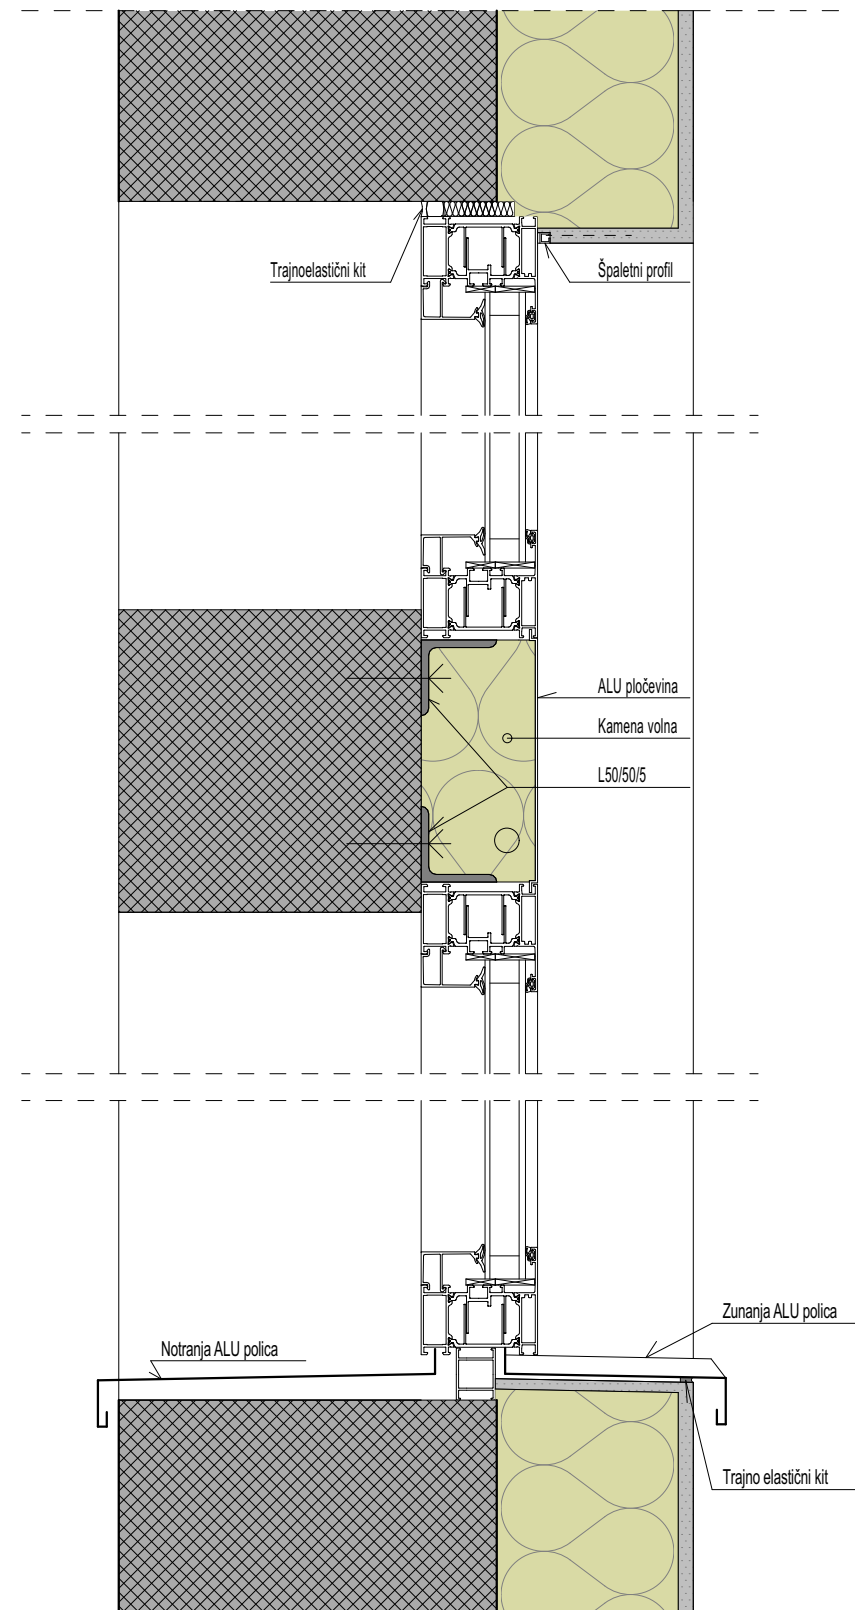 Trajnoelastični kit
Špaletni profil
ALU pločevina
Kamena volna
L50/50/5
Zunanja ALU polica
Notranja ALU polica
Trajno elastični kit